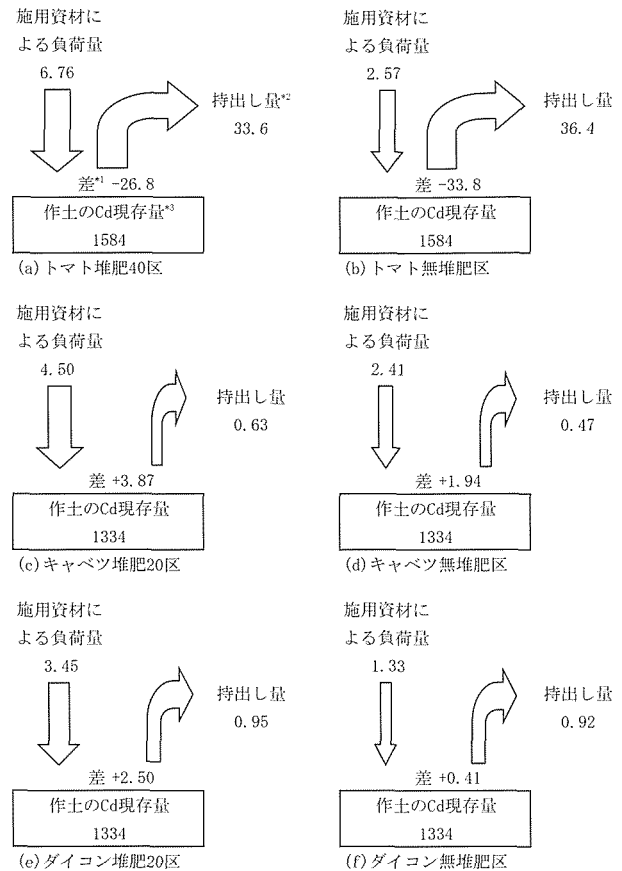 施用資材に
よる負荷量
6.76
持出し量*2
33.6
差*1 -26.8
作土のCd現存量*3
1584
(a)トマト堆肥40区
施用資材に
よる負荷量
2.57
持出し量
36.4
差 -33.8
作土のCd現存量
1584
(b)トマト無堆肥区
施用資材に
よる負荷量
4.50
持出し量
0.63
差 +3.87
作土のCd現存量
1334
(c)キャベツ堆肥20区
施用資材に
よる負荷量
2.41
持出し量
0.47
差 +1.94
作土のCd現存量
1334
(d)キャベツ無堆肥区
施用資材に
よる負荷量
3.45
持出し量
0.95
差 +2.50
作土のCd現存量
1334
(e)ダイコン堆肥20区
施用資材に
よる負荷量
1.33
持出し量
0.92
差 +0.41
作土のCd現存量
1334
(f)ダイコン無堆肥区